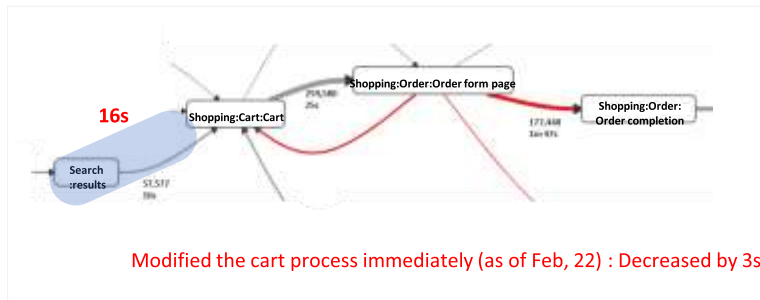 16s
Shopping:Order:Order form page
Shopping:Cart:Cart
25s
Shopping:Order:
Order completion
Search
:results
Modified the cart process immediately (as of Feb, 22) : Decreased by 3s